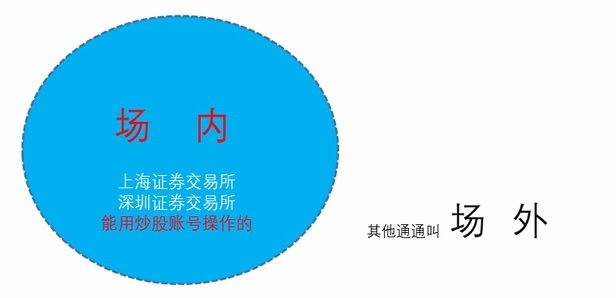 场 内
上海证券交易所
深圳证券交易所
能用炒股账号操作的
其他通通叫 场 外